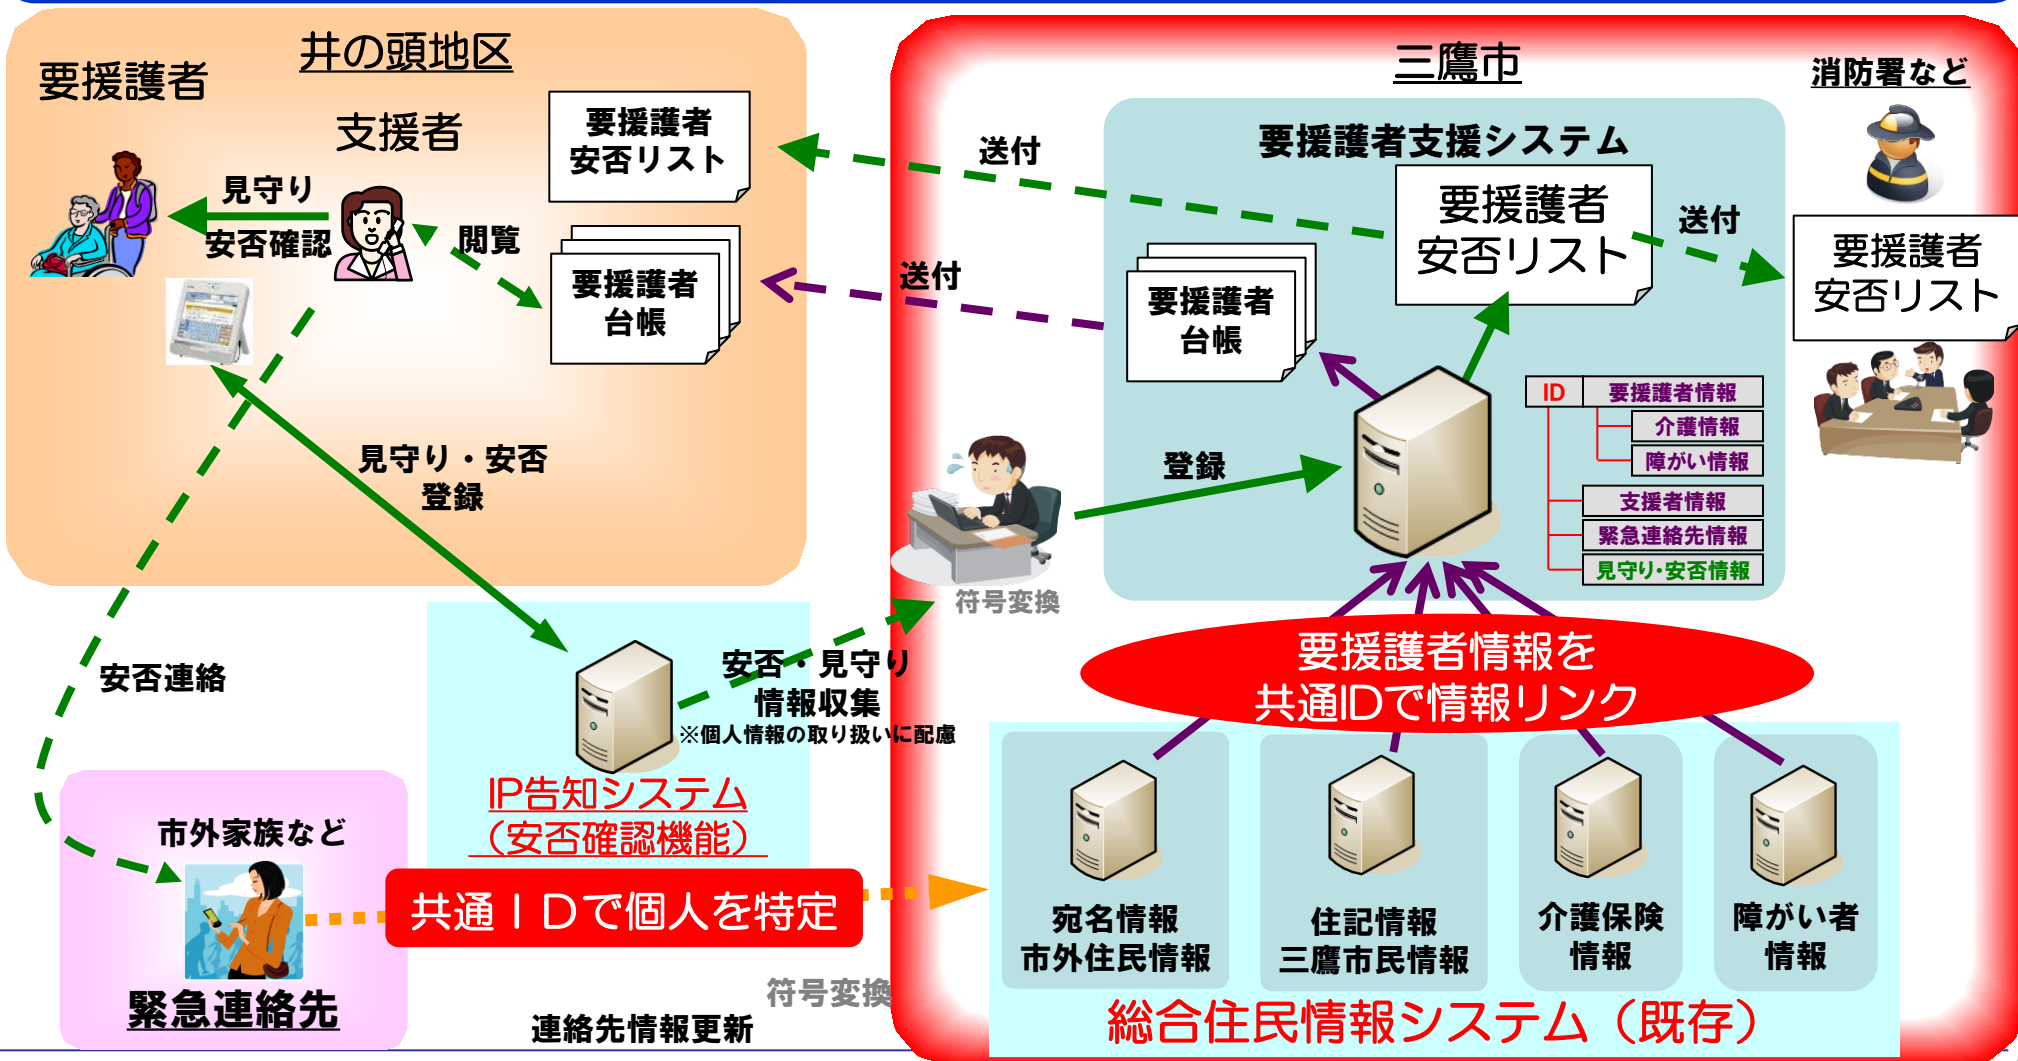 井の頭地区
要援護者
支援者
要援護者
安否リスト
見守り
安否確認
閲覧
要援護者
台帳
見守り・安否
登録
安否連絡
安否・見守り
情報収集
※個人情報の取り扱いに配慮
IP告知システム
（安否確認機能）
市外家族など
緊急連絡先
共通ＩＤで個人を特定
符号変換
連絡先情報更新
送付
送付
三鷹市
消防署など
要援護者支援システム
要援護者
安否リスト
送付
要援護者
安否リスト
要援護者
台帳
登録
符号変換
ID
要援護者情報
介護情報
障がい情報
支援者情報
緊急連絡先情報
見守り・安否情報
要援護者情報を
共通IDで情報リンク
宛名情報
市外住民情報
住記情報
三鷹市民情報
介護保険
情報
障がい者
情報
総合住民情報システム（既存）